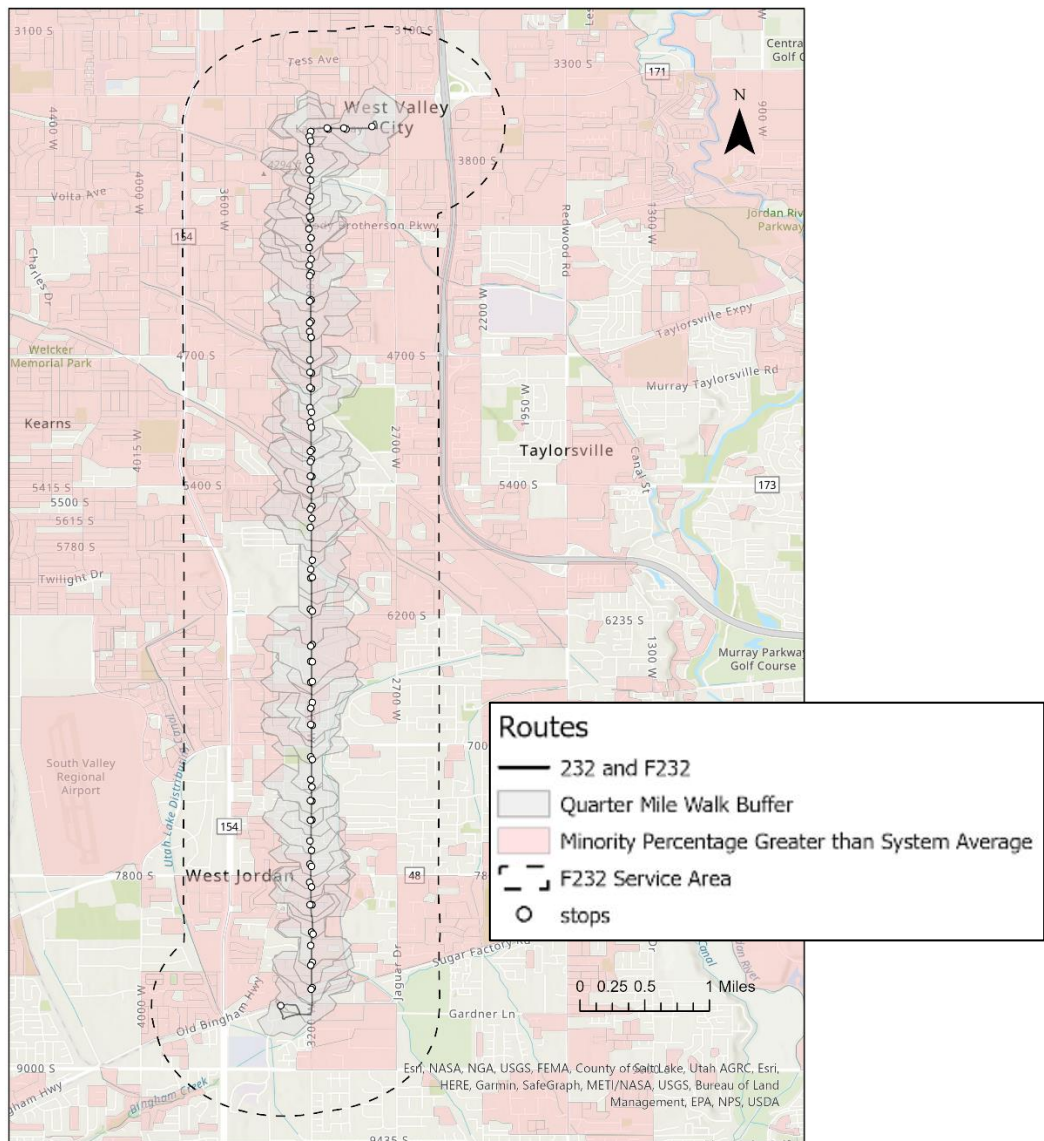 3100 S
3100 S
Tess Ave
3300 S
171
Central
Golf C
N
4400 W
4000 W
West Valley
City
900 W
3800 S
Volta Ave
3600 W
1300 W
Jordan Riv
Parkway
Redwood Rd
Brotherson Pkwy
154
Charles Dr
2200 W
Taylorsville Expy
Welcker
Memorial Park
4700 S
4700 S
Murray Taylorsville Rd
1950 W
Kearns
4015 W
2700 W
Taylorsville
Canal St
5415 S
5400 S
5400 S
173
5500 S
5615 S
5780 S
Twilight Dr
6200 S
6235 S
1300 W
Murray Parkway
Golf Course
2700 W
South Valley
Regional
Airport
Utah Lake Distributing Canal
154
Routes
232 and F232
Quarter Mile Walk Buffer
Minority Percentage Greater than System Average
F232 Service Area
stops
7800 S
West Jordan
48
Sugar Factory Rd
Jaguar Dr
0 0.25 0.5 1 Miles
4000 W
Old Bingham Hwy
3200
Gardner Ln
9000 S
gham Hwy
Bingham Creek
Esri, NASA, NGA, USGS, FEMA, County of Salt Lake, Utah AGRC, Esri,
HERE, Garmin, SafeGraph, METI/NASA, USGS, Bureau of Land
Management, EPA, NPS, USDA
9435 S